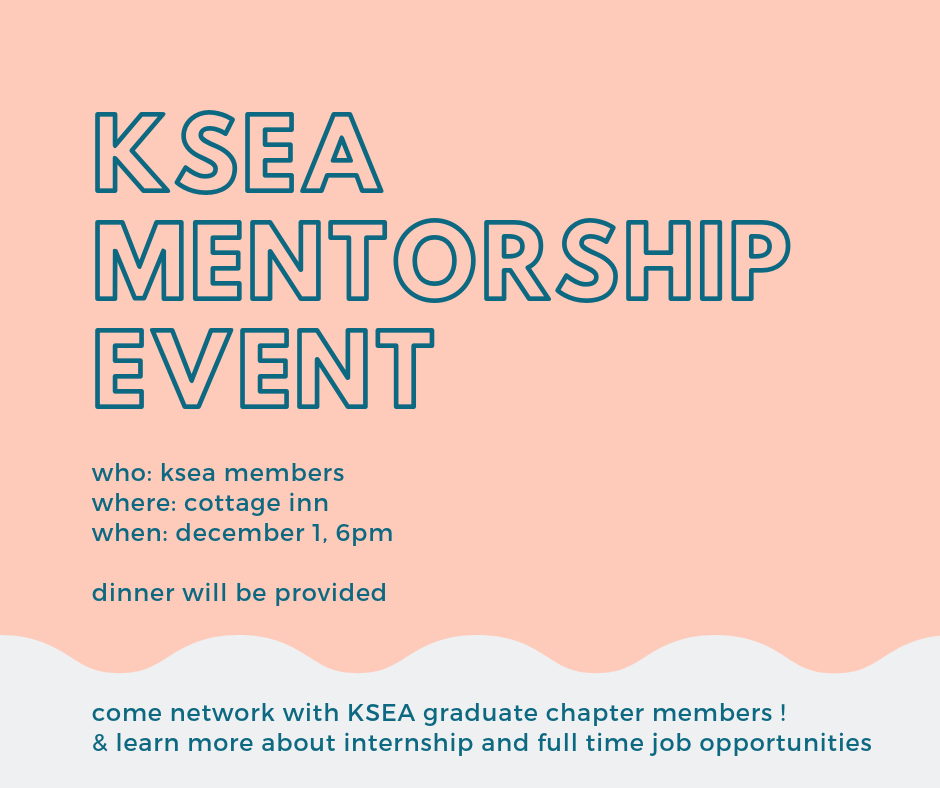 KSEA
MENTORSHIP
EVENT
who: ksea members
where: cottage inn
when: december 1, 6pm
dinner will be provided
come network with KSEA graduate chapter members !
& learn more about internship and full time job opportunities